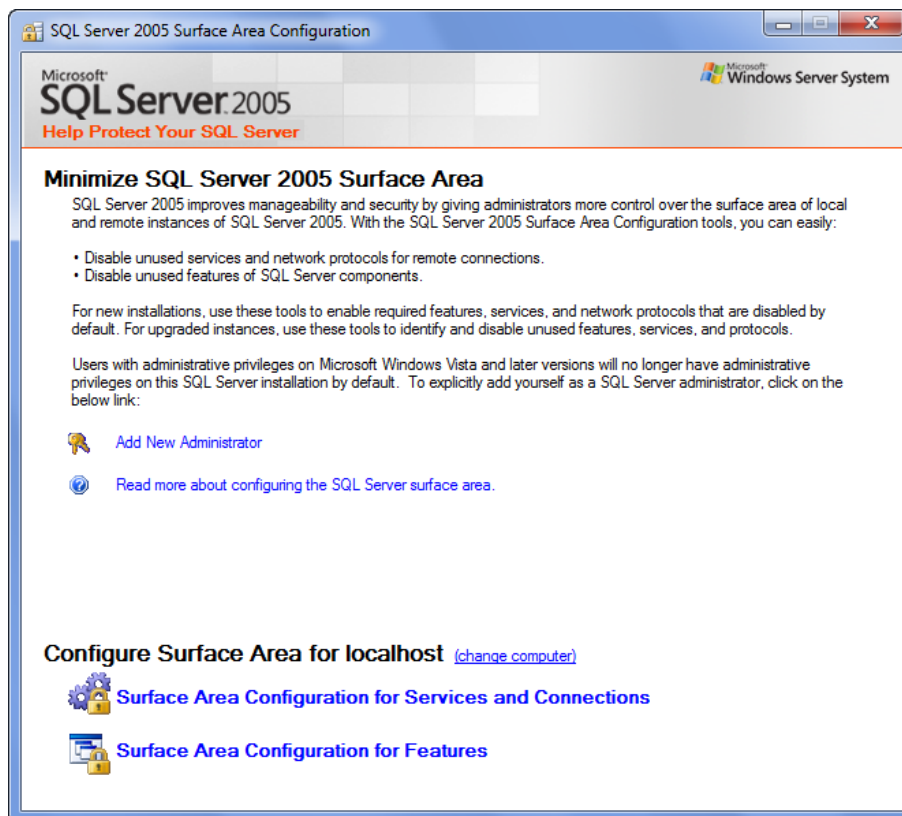 SQL Server 2005 Surface Area Configuration
Microsoft
SQL Server 2005
Help Protect Your SQL Server
Microsoft
Windows Server System
Minimize SQL Server 2005 Surface Area
SQL Server 2005 improves manageability and security by giving administrators more control over the surface area of local
and remote instances of SQL Server 2005. With the SQL Server 2005 Surface Area Configuration tools, you can easily:
• Disable unused services and network protocols for remote connections.
• Disable unused features of SQL Server components.
For new installations, use these tools to enable required features, services, and network protocols that are disabled by
default. For upgraded instances, use these tools to identify and disable unused features, services, and protocols.
Users with administrative privileges on Microsoft Windows Vista and later versions will no longer have administrative
privileges on this SQL Server installation by default.  To explicitly add yourself as a SQL Server administrator, click on the
below link:
Add New Administrator
Read more about configuring the SQL Server surface area.
Configure Surface Area for localhost (change computer)
Surface Area Configuration for Services and Connections
Surface Area Configuration for Features